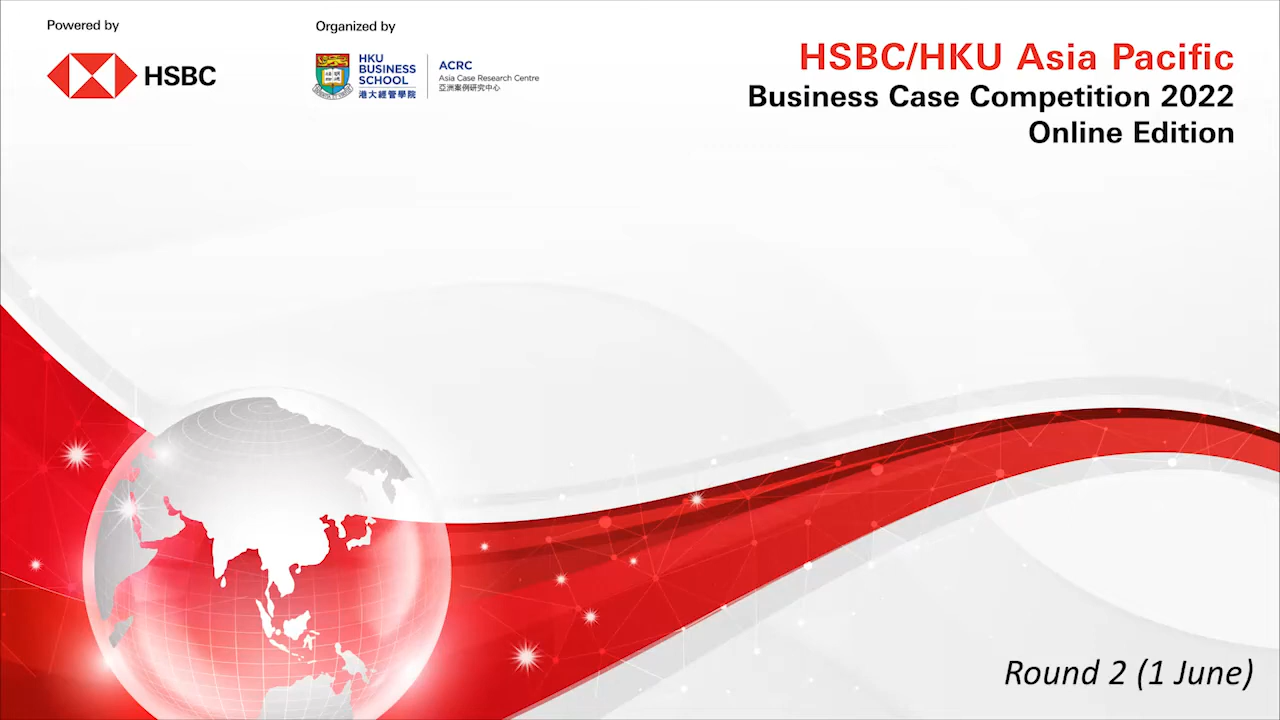 Powered by
HSBC
Organized by
HKU
BUSINESS
SCHOOL
港大經管學院
ACRC
Asia Case Research Centre
亞洲案例研究中心
HSBC/HKU Asia Pacific
Business Case Competition 2022
Online Edition
Round 2 (1 June)